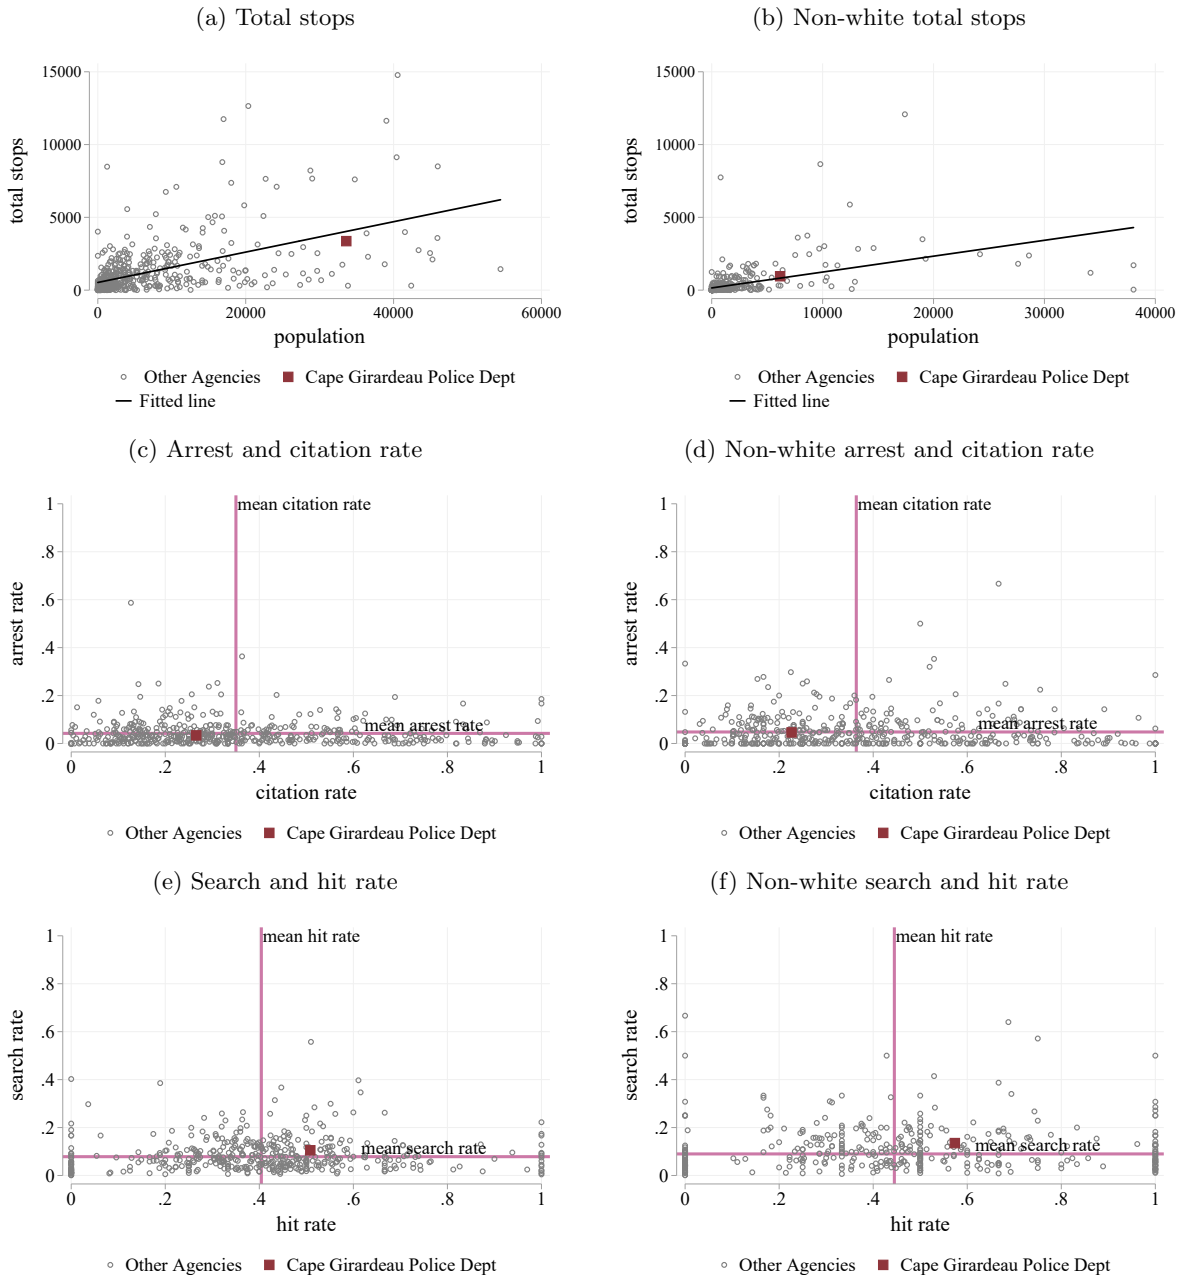 (a) Total stops
(b) Non-white total stops
total stops
15000
10000
5000
0
0 20000 40000 60000
population
Other Agencies Cape Girardeau Police Dept
Fitted line
total stops
15000
10000
5000
0
0 10000 20000 30000 40000
population
Other Agencies Cape Girardeau Police Dept
Fitted line
(c) Arrest and citation rate
(d) Non-white arrest and citation rate
arrest rate
1
.8
.6
.4
.2
0
mean citation rate
mean arrest rate
0 .2 .4 .6 .8 1
citation rate
Other Agencies Cape Girardeau Police Dept
arrest rate
1
.8
.6
.4
.2
0
mean citation rate
mean arrest rate
0 .2 .4 .6 .8 1
citation rate
Other Agencies Cape Girardeau Police Dept
(e) Search and hit rate
(f) Non-white search and hit rate
search rate
1
.8
.6
.4
.2
0
mean hit rate
mean search rate
0 .2 .4 .6 .8 1
hit rate
Other Agencies Cape Girardeau Police Dept
search rate
1
.8
.6
.4
.2
0
mean hit rate
mean search rate
0 .2 .4 .6 .8 1
hit rate
Other Agencies Cape Girardeau Police Dept